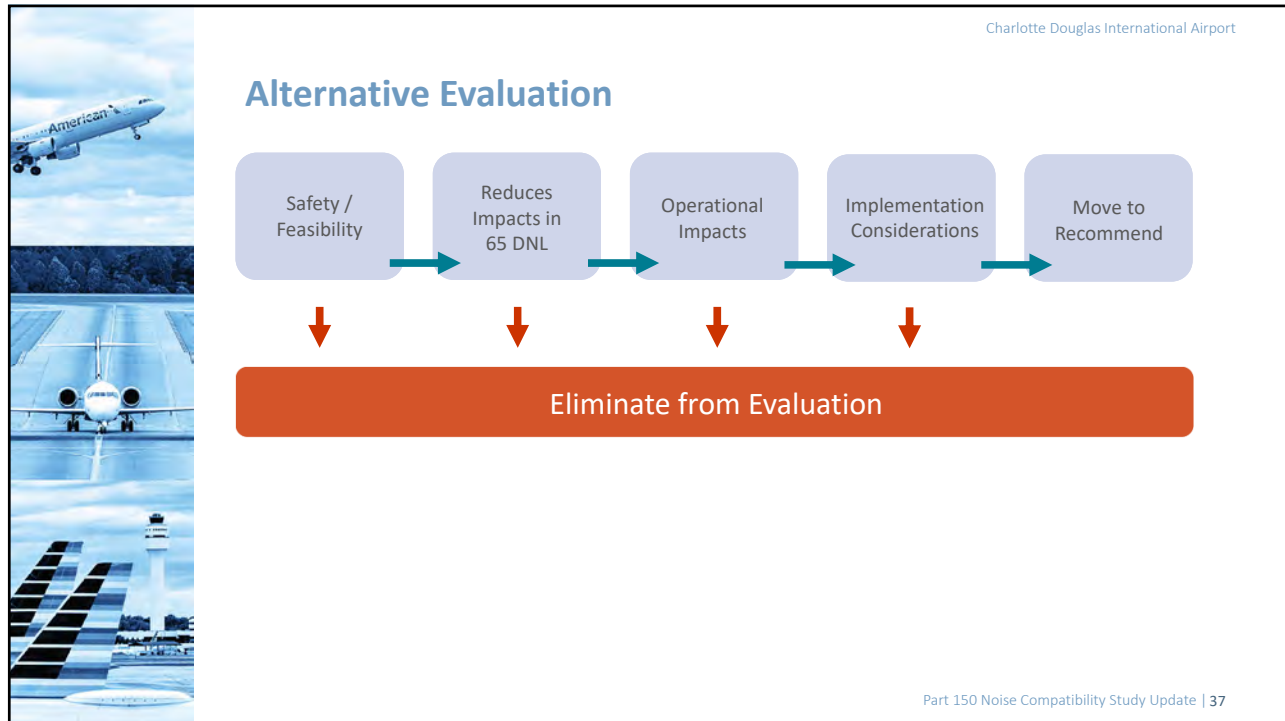 Charlotte Douglas International Airport
American
Alternative Evaluation
Safety /
Feasibility
Reduces
Impacts in
65 DNL
Operational
Impacts
Implementation
Considerations
Move to
Recommend
Eliminate from Evaluation
Part 150 Noise Compatibility Study Update | 37